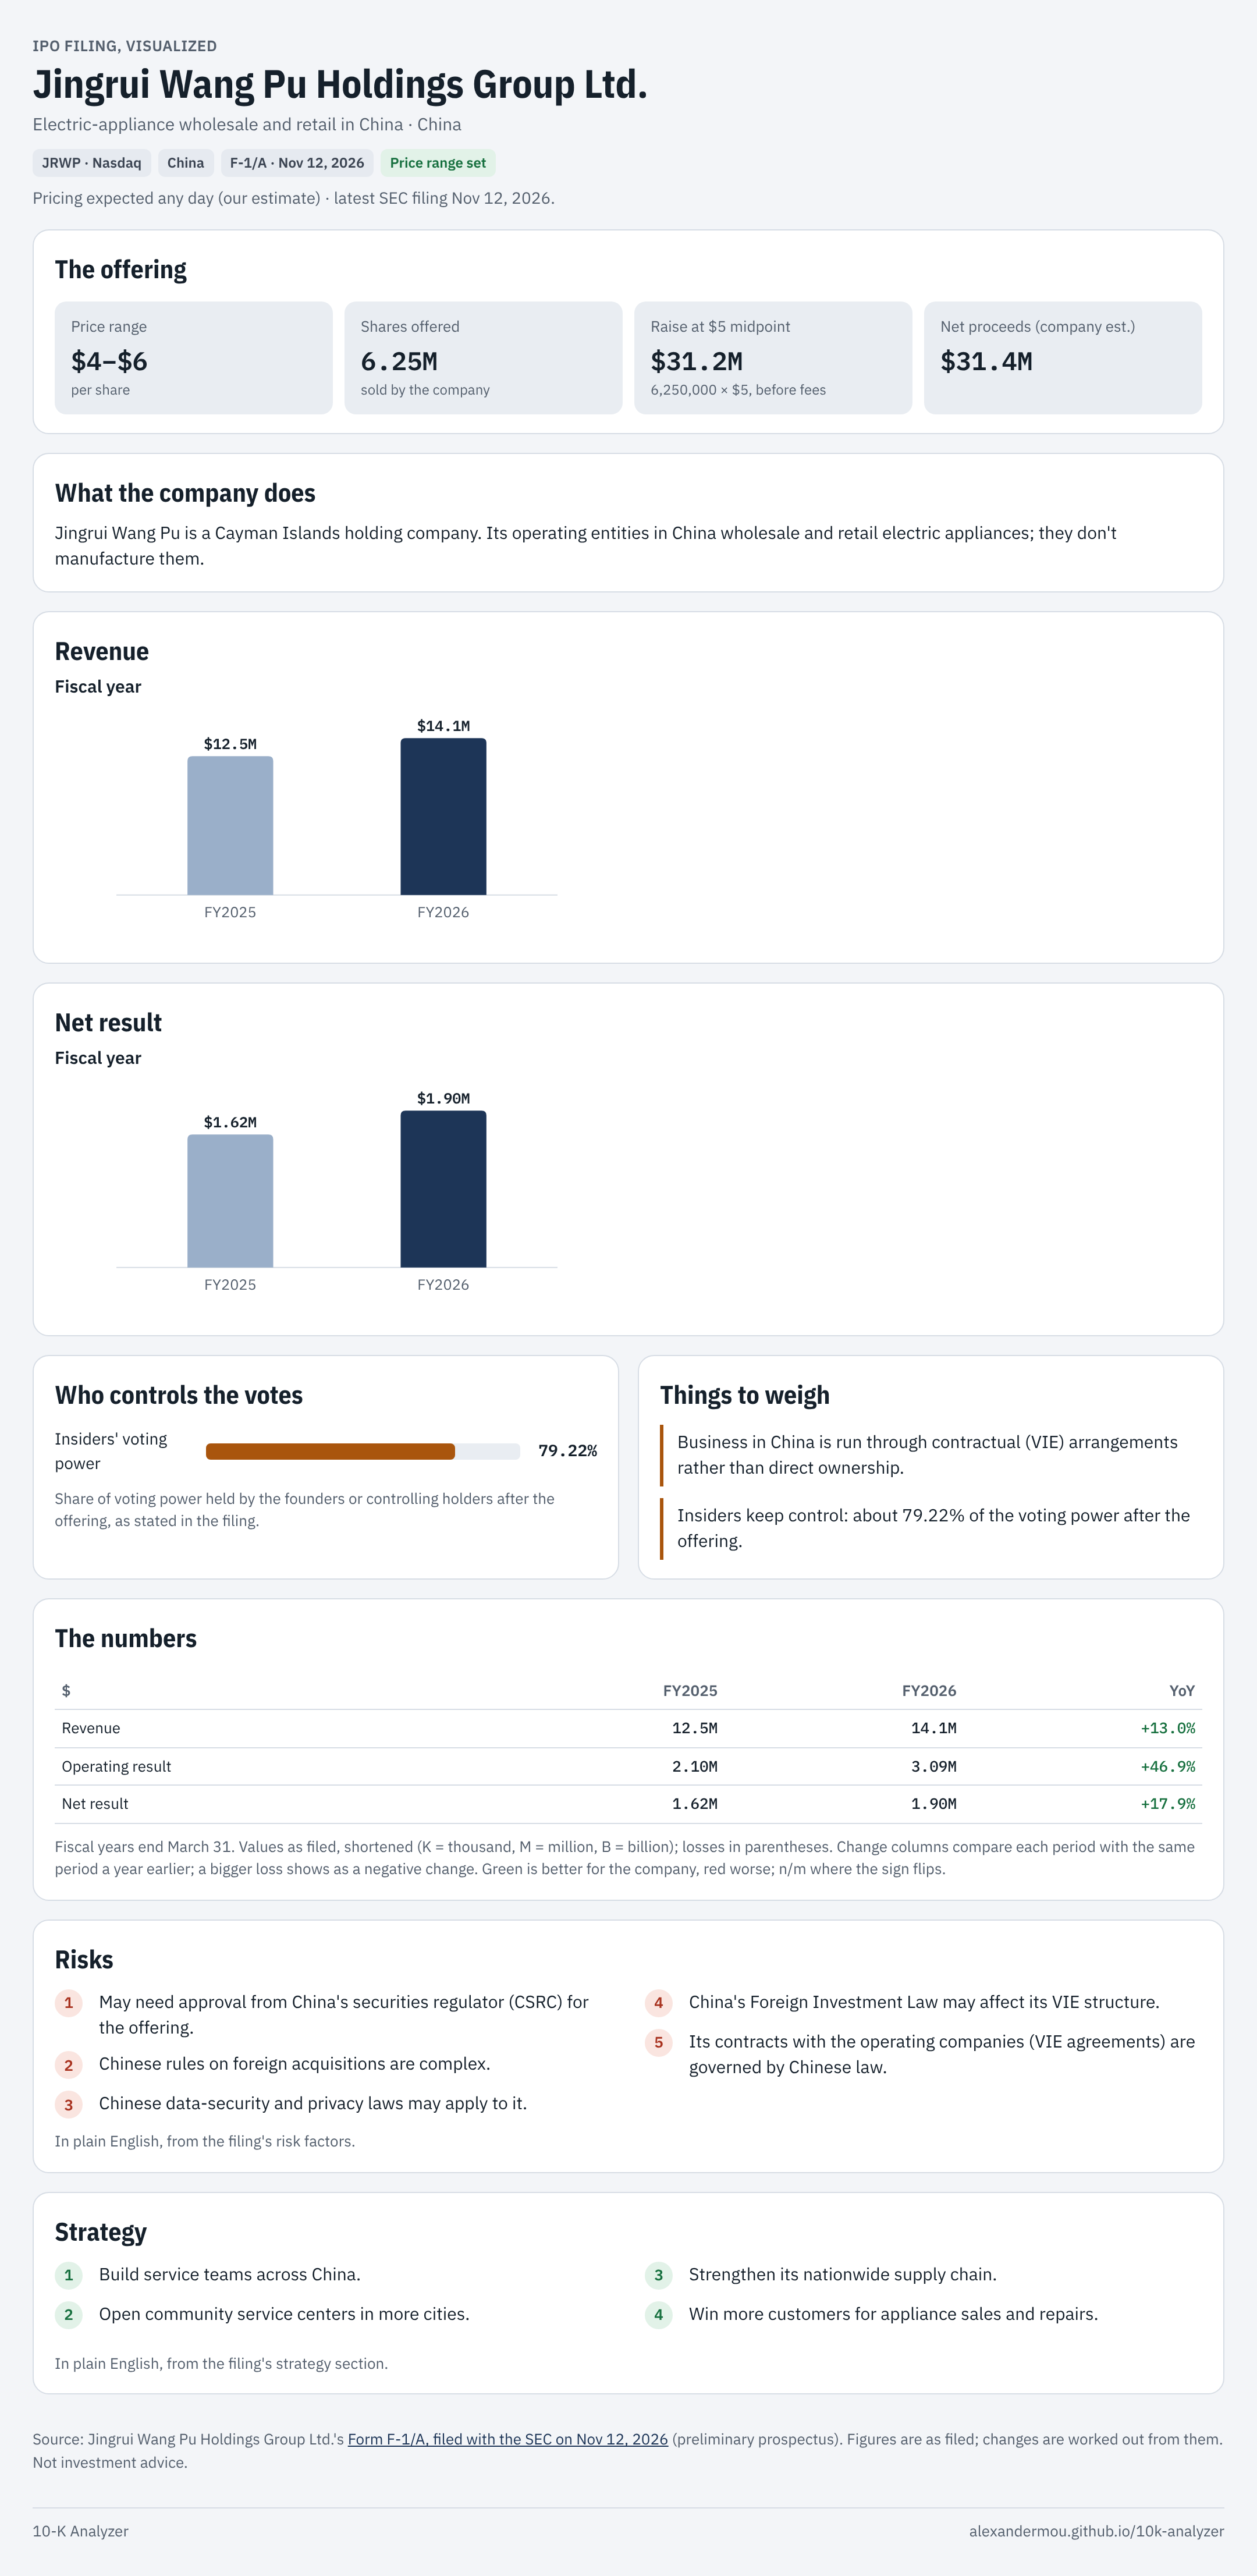 IPO FILING, VISUALIZED
Jingrui Wang Pu Holdings Group Ltd.
Electric-appliance wholesale and retail in China · China
JRWP · Nasdaq
China
F-1/A · Nov 12, 2026
Price range set
Pricing expected any day (our estimate) · latest SEC filing Nov 12, 2026.
The offering
Price range
$4–$6
per share
Shares offered
6.25M
sold by the company
Raise at $5 midpoint
$31.2M
6,250,000 × $5, before fees
Net proceeds (company est.)
$31.4M
What the company does
Jingrui Wang Pu is a Cayman Islands holding company. Its operating entities in China wholesale and retail electric appliances; they don't
manufacture them.
Revenue
Fiscal year
$12.5M
$14.1M
FY2025
FY2026
Net result
Fiscal year
$1.62M
$1.90M
FY2025
FY2026
Who controls the votes
Insiders' voting
power
79.22%
Share of voting power held by the founders or controlling holders after the
offering, as stated in the filing.
Things to weigh
Business in China is run through contractual (VIE) arrangements
rather than direct ownership.
Insiders keep control: about 79.22% of the voting power after the
offering.
The numbers
$ FY2025 FY2026 YoY
Revenue 12.5M 14.1M +13.0%
Operating result 2.10M 3.09M +46.9%
Net result 1.62M 1.90M +17.9%
Fiscal years end March 31. Values as filed, shortened (K = thousand, M = million, B = billion); losses in parentheses. Change columns compare each period with the same
period a year earlier; a bigger loss shows as a negative change. Green is better for the company, red worse; n/m where the sign flips.
Risks
1 May need approval from China's securities regulator (CSRC) for
the offering.
2 Chinese rules on foreign acquisitions are complex.
3 Chinese data-security and privacy laws may apply to it.
4 China's Foreign Investment Law may affect its VIE structure.
5 Its contracts with the operating companies (VIE agreements) are
governed by Chinese law.
In plain English, from the filing's risk factors.
Strategy
1 Build service teams across China.
2 Open community service centers in more cities.
3 Strengthen its nationwide supply chain.
4 Win more customers for appliance sales and repairs.
In plain English, from the filing's strategy section.
Source: Jingrui Wang Pu Holdings Group Ltd.'s Form F-1/A, filed with the SEC on Nov 12, 2026 (preliminary prospectus). Figures are as filed; changes are worked out from them.
Not investment advice.
10-K Analyzer
alexandermou.github.io/10k-analyzer